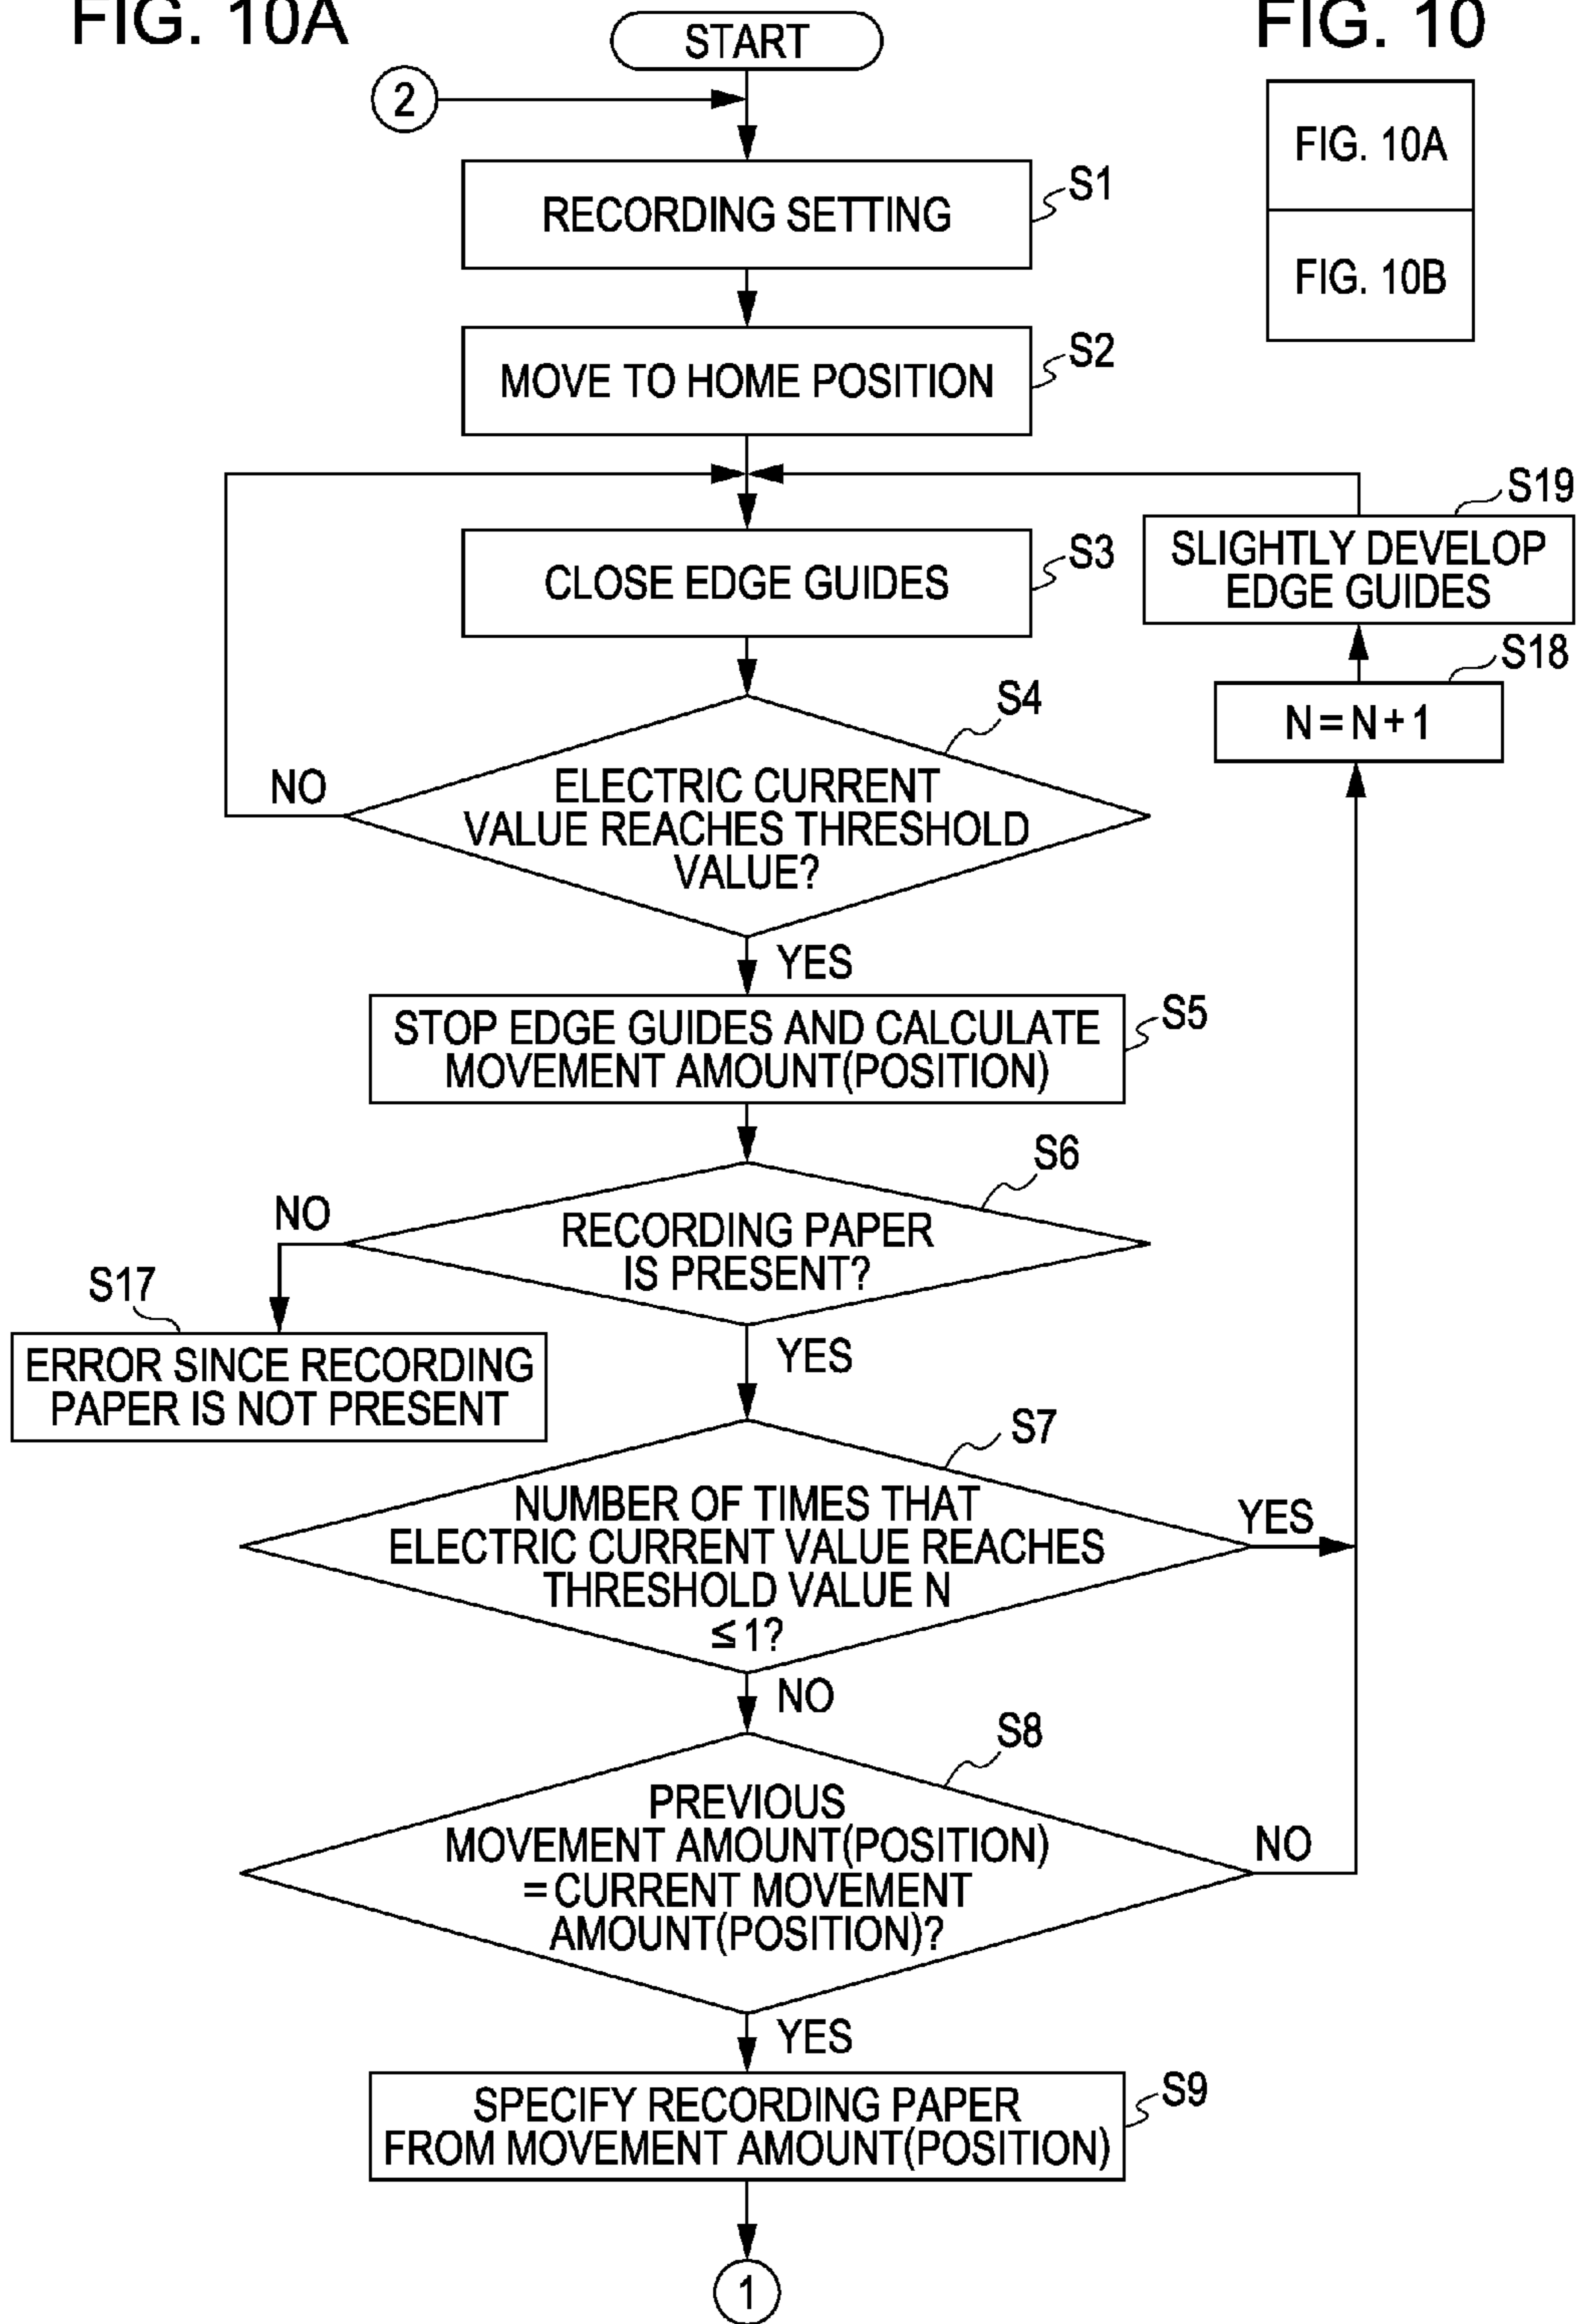 FIG. 10A
FIG. 10
START
2
FIG. 10A
FIG. 10B
S1
RECORDING SETTING
S2
MOVE TO HOME POSITION
S19
SLIGHTLY DEVELOP
EDGE GUIDES
S3
CLOSE EDGE GUIDES
S18
N=N+1
S4
NO
ELECTRIC CURRENT
VALUE REACHES THRESHOLD
VALUE?
YES
S5
STOP EDGE GUIDES AND CALCULATE
MOVEMENT AMOUNT(POSITION)
S6
NO
RECORDING PAPER
IS PRESENT?
S17
ERROR SINCE RECORDING
PAPER IS NOT PRESENT
YES
S7
NUMBER OF TIMES THAT
ELECTRIC CURRENT VALUE REACHES
THRESHOLD VALUE N
≤1?
YES
NO
S8
PREVIOUS
MOVEMENT AMOUNT(POSITION)
=CURRENT MOVEMENT
AMOUNT(POSITION)?
NO
YES
S9
SPECIFY RECORDING PAPER
FROM MOVEMENT AMOUNT(POSITION)
1